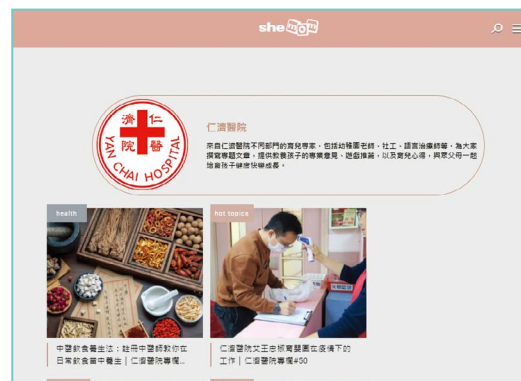 she mom
濟仁
院醫
YAN CHAI HOSPITAL
仁濟醫院
來自仁濟醫院不同部門的育兒專家，包括幼稚園老師、社工、語言治療師等，為大家
撰寫專題文章，提供教養孩子的專業意見、遊戲推薦，以及育兒心得，與眾父母一起
培育孩子健康快樂成長。
health
hot topics
中醫飲食養生法：註冊中醫師教你在
日常飲食當中養生｜仁濟醫院專欄...
仁濟醫院艾王忠椒育嬰園在疫情下的
工作｜仁濟醫院專欄#50